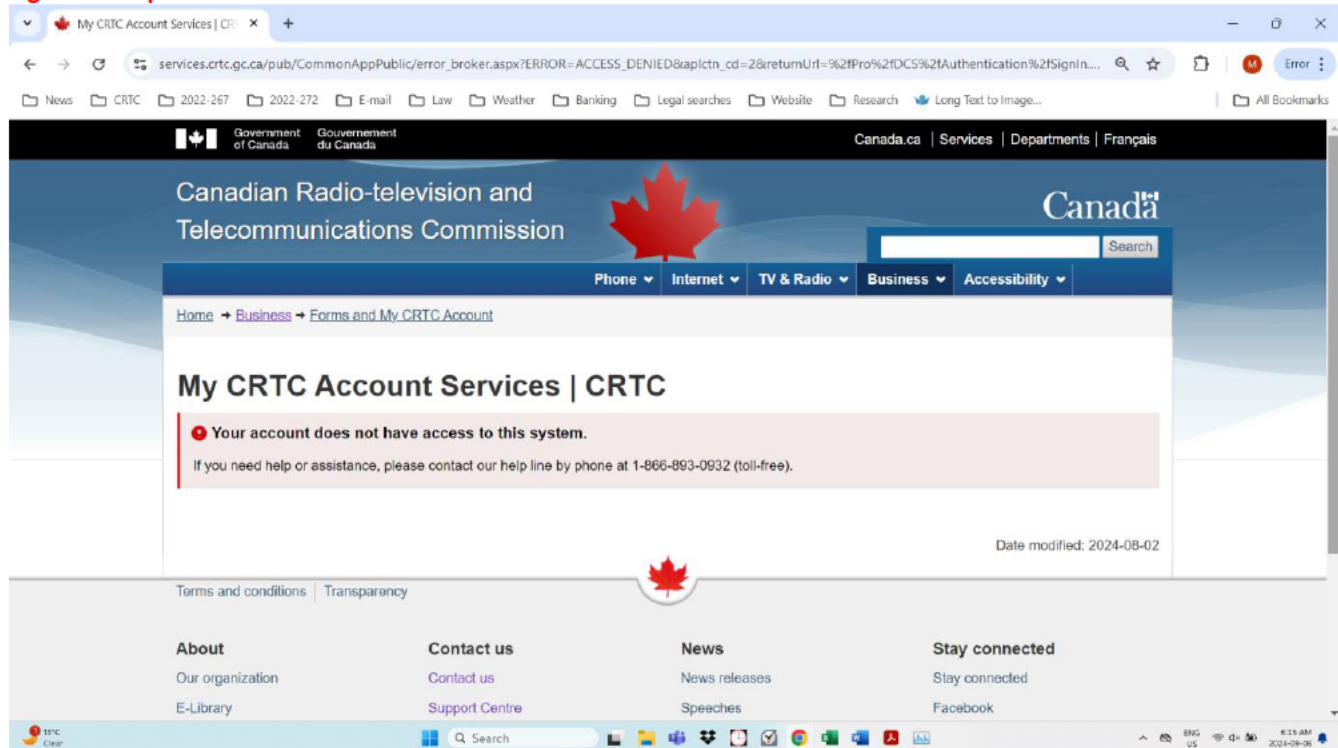 My CRTC Account Services | CR
services.crtc.gc.ca/pub/CommonAppPublic/error_broker.aspx?ERROR=ACCESS_DENIED&aplctn_cd=2&returnUrl=%2fPro%2fDCS%2fAuthentication%2fSignIn....
M
Error
News CRTC 2022-267 2022-272 E-mail Law Weather Banking Legal searches Website Research Long Text to Image... All Bookmarks
Government of Canada Gouvernement du Canada
Canada.ca | Services | Departments | Français
Canadian Radio-television and
Telecommunications Commission
Canada
Search
Phone Internet TV & Radio Business Accessibility
Home → Business → Forms and My CRTC Account
My CRTC Account Services | CRTC
Your account does not have access to this system.
If you need help or assistance, please contact our help line by phone at 1-866-893-0932 (toll-free).
Date modified: 2024-08-02
Terms and conditions | Transparency
About Contact us News Stay connected
Our organization Contact us News releases Stay connected
E-Library Support Centre Speeches Facebook
15°C
Clear
Search
ENG
US
6:15 AM
2024-09-06